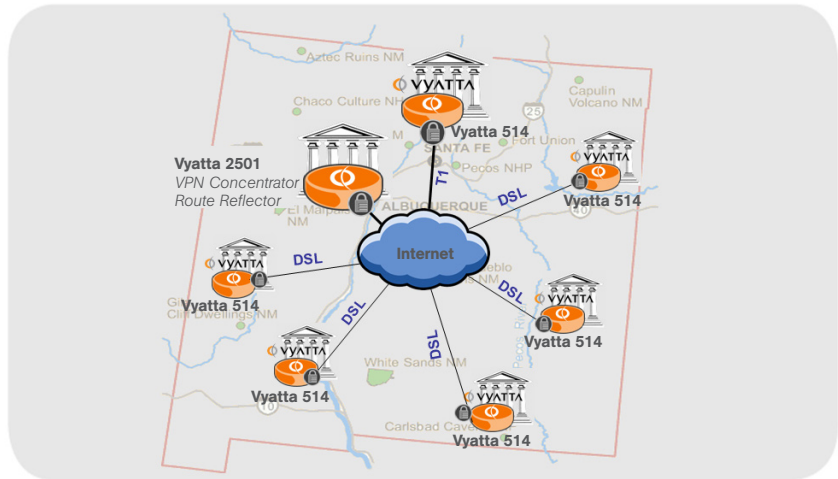 Aztec Ruins NM
VYATTA
Capulin
Volcano NM
Chaco Culture NH
25
Vyatta 514
Fort Union
M
SANTA FE
VYATTA
Pecos NHP
Vyatta 2501
VPN Concentrator
Route Reflector
T1
DSL
Vyatta 514
El Malpais
NM
ALBUQUERQUE
40
Internet
VYATTA
DSL
DSL
VYATTA
Vyatta 514
Cliff Dwellings NM
DSL
Pecos
Vyatta 514
VYATTA
DSL
White Sands NM
VYATTA
Vyatta 514
10
Carlsbad Cave
Vyatta 514